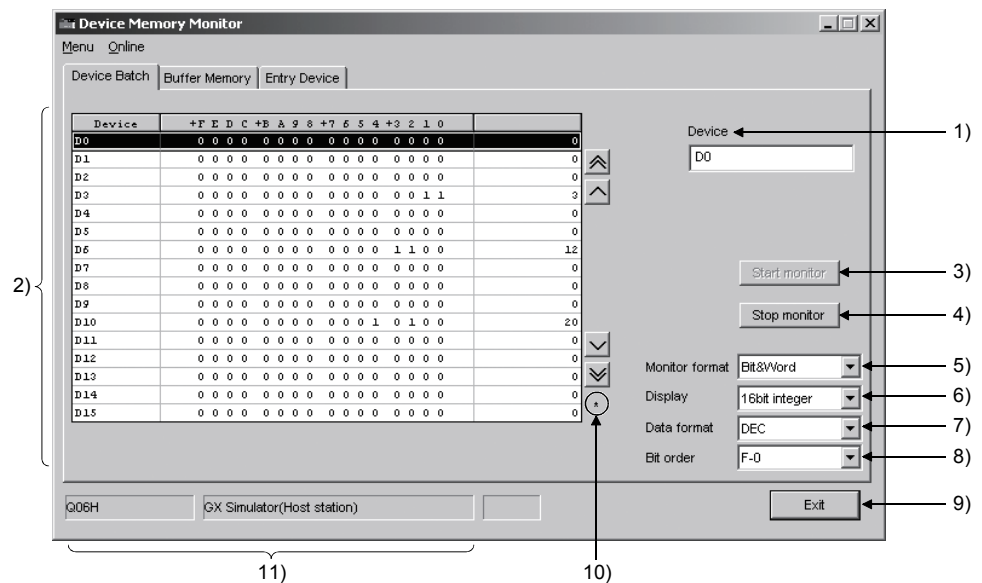 Device Memory Monitor
Menu Online
Device Batch Buffer Memory Entry Device
Device +F E D C +B A 9 8 +7 6 5 4 +3 2 1 0
D0 0 0 0 0 0 0 0 0 0 0 0 0 0 0 0 0 0
D1 0 0 0 0 0 0 0 0 0 0 0 0 0 0 0 0 0
D2 0 0 0 0 0 0 0 0 0 0 0 0 0 0 0 0 0
D3 0 0 0 0 0 0 0 0 0 0 0 0 0 0 1 1 3
D4 0 0 0 0 0 0 0 0 0 0 0 0 0 0 0 0 0
D5 0 0 0 0 0 0 0 0 0 0 0 0 0 0 0 0 0
D6 0 0 0 0 0 0 0 0 0 0 0 0 1 1 0 0 12
D7 0 0 0 0 0 0 0 0 0 0 0 0 0 0 0 0 0
D8 0 0 0 0 0 0 0 0 0 0 0 0 0 0 0 0 0
D9 0 0 0 0 0 0 0 0 0 0 0 0 0 0 0 0 0
D10 0 0 0 0 0 0 0 0 0 0 0 1 0 1 0 0 20
D11 0 0 0 0 0 0 0 0 0 0 0 0 0 0 0 0 0
D12 0 0 0 0 0 0 0 0 0 0 0 0 0 0 0 0 0
D13 0 0 0 0 0 0 0 0 0 0 0 0 0 0 0 0 0
D14 0 0 0 0 0 0 0 0 0 0 0 0 0 0 0 0 0
D15 0 0 0 0 0 0 0 0 0 0 0 0 0 0 0 0 0
*
2)
Device 1)
D0
Start monitor 3)
Stop monitor 4)
Monitor format Bit&Word 5)
Display 16bit integer 6)
Data format DEC 7)
Bit order F-0 8)
Q06H GX Simulator(Host station)
Exit 9)
11) 10)